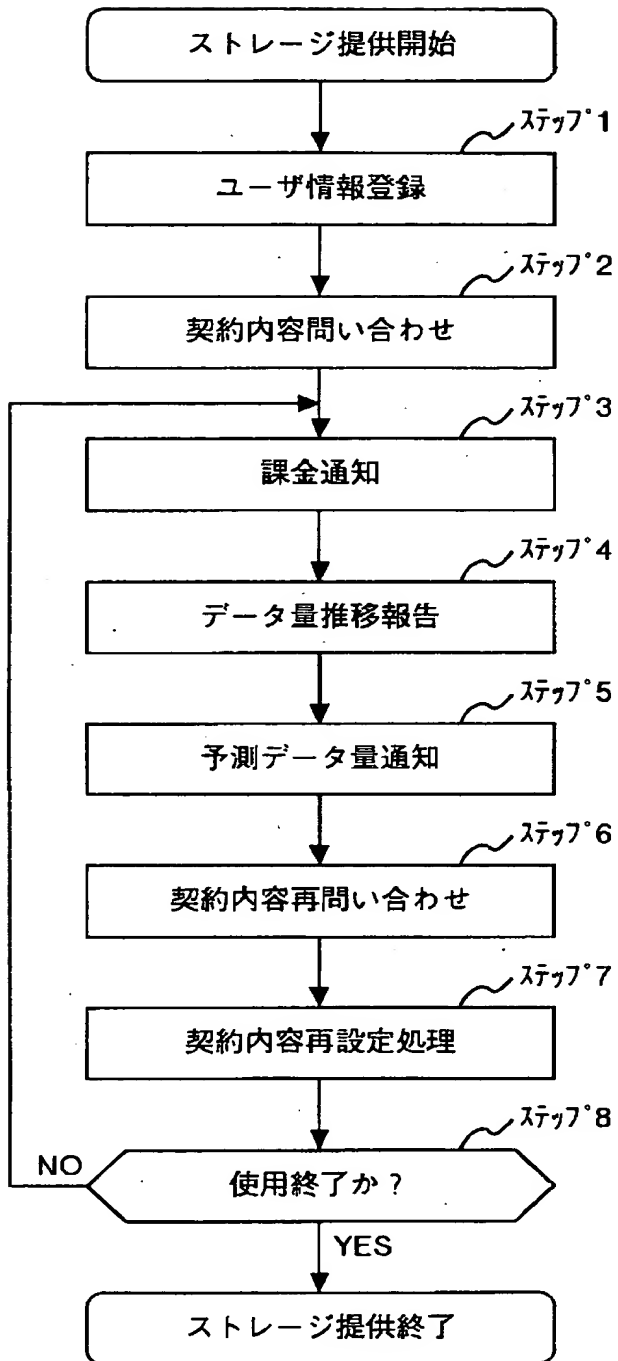 ストレージ提供開始
ステップ1
ユーザ情報登録
ステップ2
契約内容問い合わせ
ステップ3
課金通知
ステップ4
データ量推移報告
ステップ5
予測データ量通知
ステップ6
契約内容再問い合わせ
ステップ7
契約内容再設定処理
ステップ8
NO
使用終了か?
YES
ストレージ提供終了